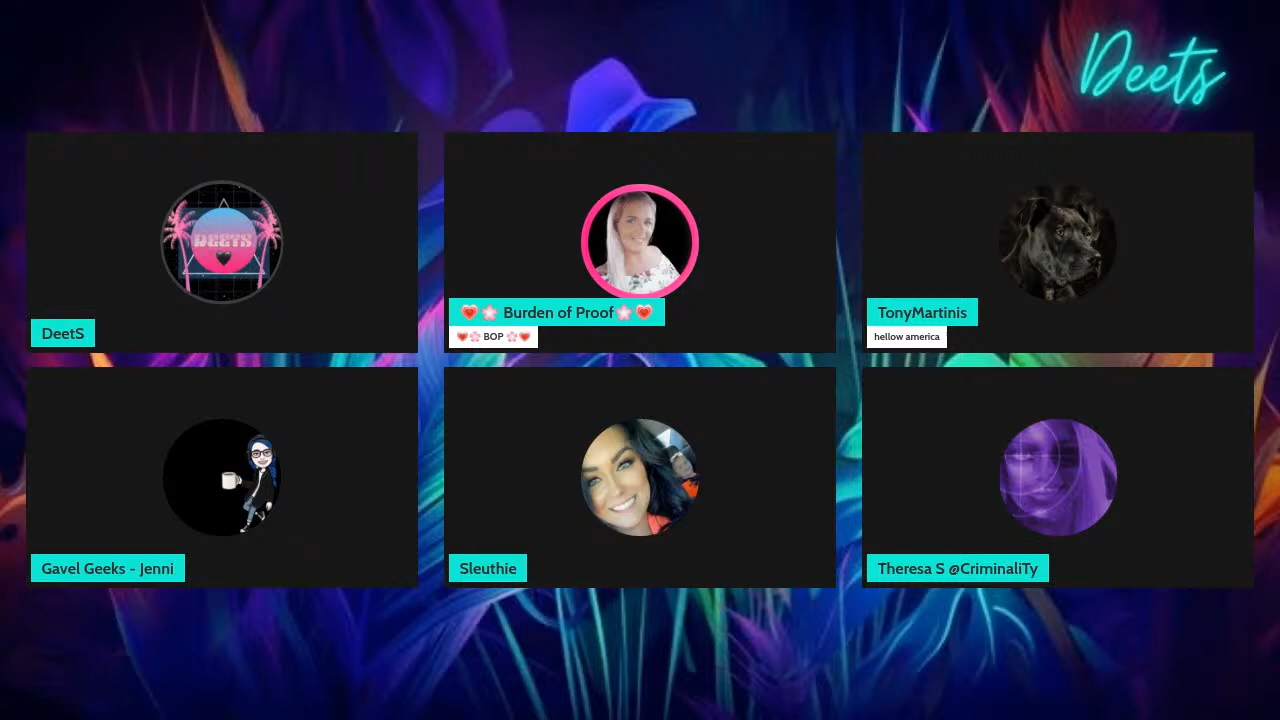 Deets
DEETS
DeetS
💗🌸 Burden of Proof🌸💗
💗🌸 BOP 🌸💗
TonyMartinis
hellow america
Gavel Geeks - Jenni
Sleuthie
Theresa S @CriminaliTy